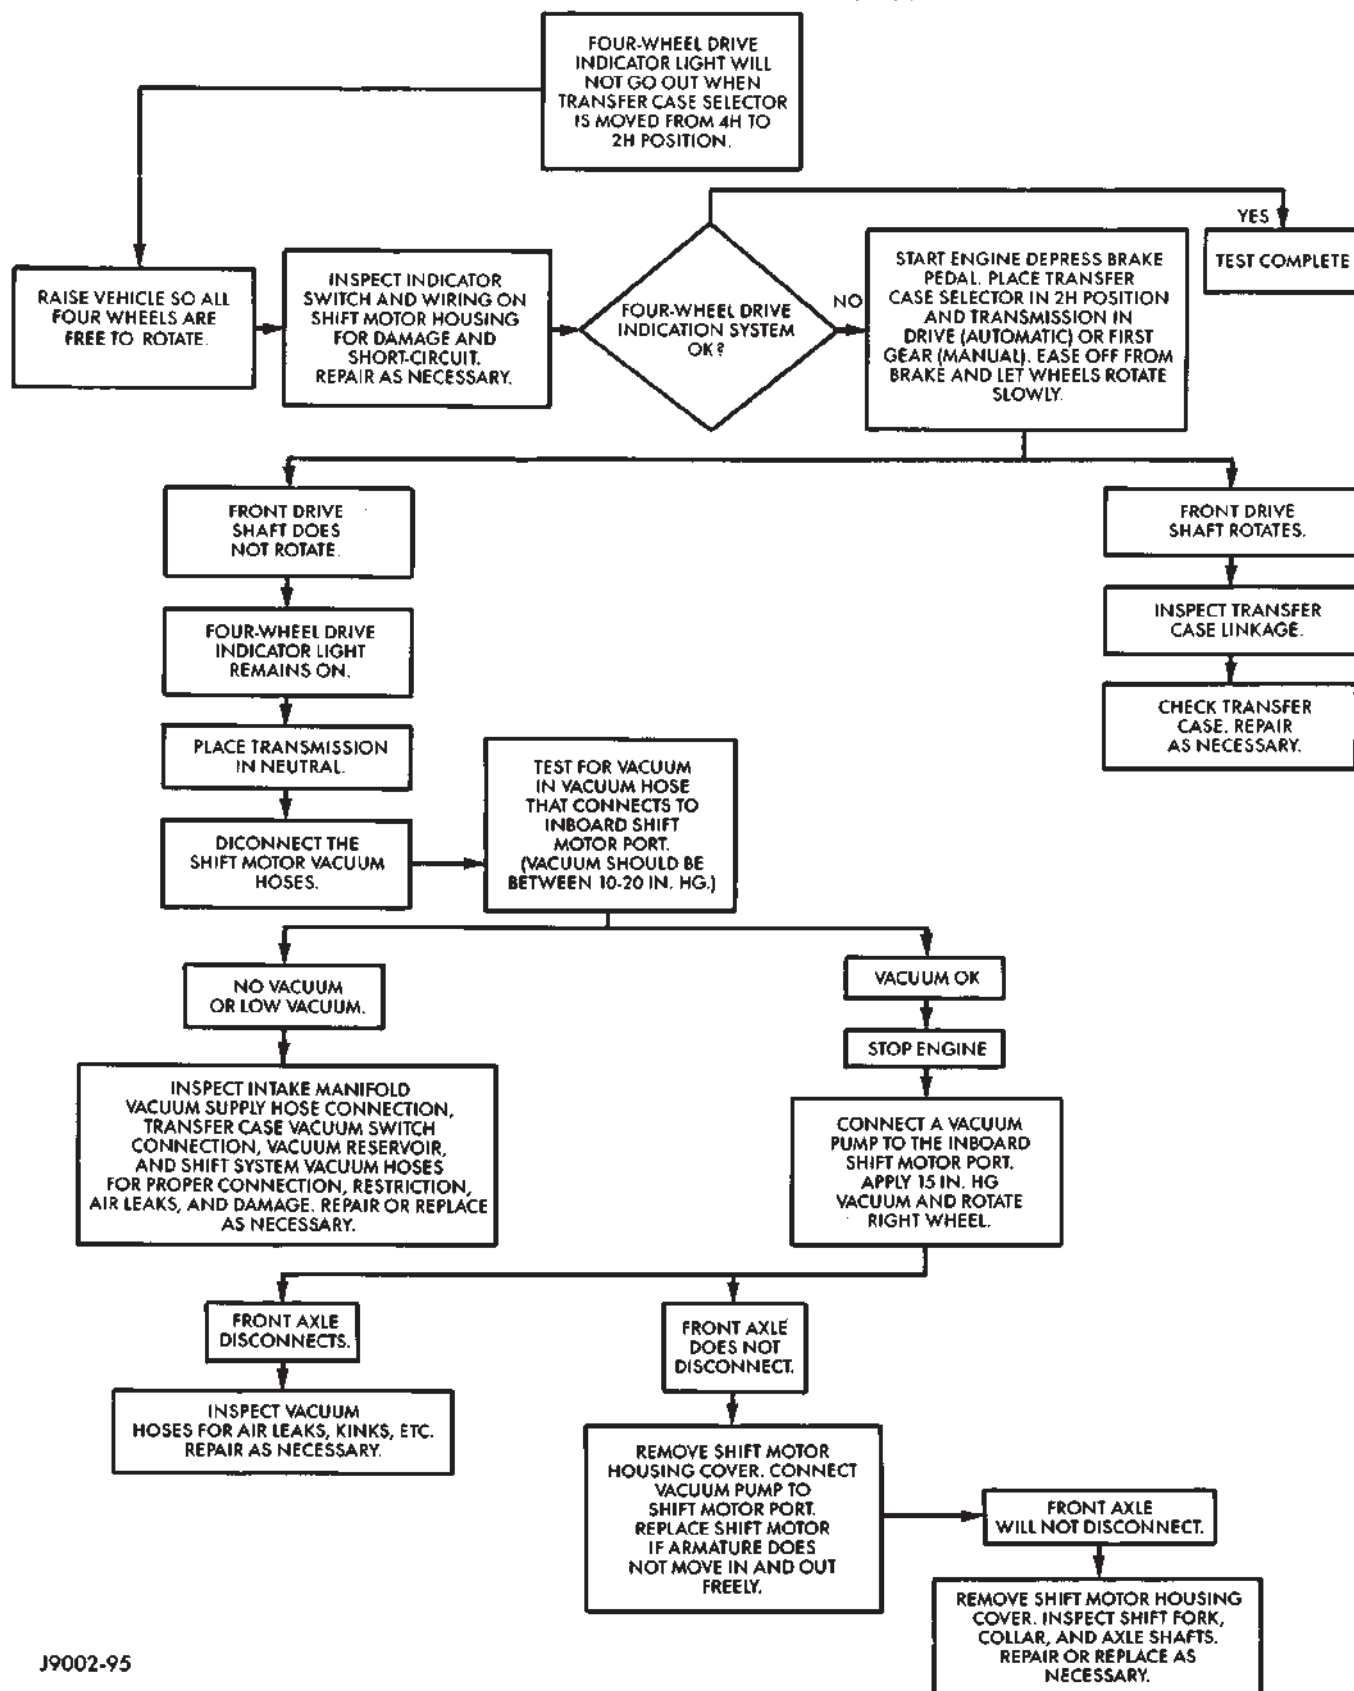 FOUR-WHEEL DRIVE
INDICATOR LIGHT WILL
NOT GO OUT WHEN
TRANSFER CASE SELECTOR
IS MOVED FROM 4H TO
2H POSITION.
RAISE VEHICLE SO ALL
FOUR WHEELS ARE
FREE TO ROTATE.
INSPECT INDICATOR
SWITCH AND WIRING ON
SHIFT MOTOR HOUSING
FOR DAMAGE AND
SHORT-CIRCUIT.
REPAIR AS NECESSARY.
FOUR-WHEEL DRIVE
INDICATION SYSTEM
OK?
YES
TEST COMPLETE
NO
START ENGINE DEPRESS BRAKE
PEDAL. PLACE TRANSFER
CASE SELECTOR IN 2H POSITION
AND TRANSMISSION IN
DRIVE (AUTOMATIC) OR FIRST
GEAR (MANUAL). EASE OFF FROM
BRAKE AND LET WHEELS ROTATE
SLOWLY.
FRONT DRIVE
SHAFT DOES
NOT ROTATE.
FRONT DRIVE
SHAFT ROTATES.
FOUR-WHEEL DRIVE
INDICATOR LIGHT
REMAINS ON.
INSPECT TRANSFER
CASE LINKAGE.
PLACE TRANSMISSION
IN NEUTRAL.
CHECK TRANSFER
CASE. REPAIR
AS NECESSARY.
DICONNECT THE
SHIFT MOTOR VACUUM
HOSES.
TEST FOR VACUUM
IN VACUUM HOSE
THAT CONNECTS TO
INBOARD SHIFT
MOTOR PORT.
(VACUUM SHOULD BE
BETWEEN 10-20 IN. HG.)
NO VACUUM
OR LOW VACUUM.
VACUUM OK
STOP ENGINE
INSPECT INTAKE MANIFOLD
VACUUM SUPPLY HOSE CONNECTION,
TRANSFER CASE VACUUM SWITCH
CONNECTION, VACUUM RESERVOIR,
AND SHIFT SYSTEM VACUUM HOSES
FOR PROPER CONNECTION, RESTRICTION,
AIR LEAKS, AND DAMAGE. REPAIR OR REPLACE
AS NECESSARY.
CONNECT A VACUUM
PUMP TO THE INBOARD
SHIFT MOTOR PORT.
APPLY 15 IN. HG
VACUUM AND ROTATE
RIGHT WHEEL.
FRONT AXLE
DISCONNECTS.
FRONT AXLE
DOES NOT
DISCONNECT.
INSPECT VACUUM
HOSES FOR AIR LEAKS, KINKS, ETC.
REPAIR AS NECESSARY.
REMOVE SHIFT MOTOR
HOUSING COVER. CONNECT
VACUUM PUMP TO
SHIFT MOTOR PORT.
REPLACE SHIFT MOTOR
IF ARMATURE DOES
NOT MOVE IN AND OUT
FREELY.
FRONT AXLE
WILL NOT DISCONNECT.
REMOVE SHIFT MOTOR HOUSING
COVER. INSPECT SHIFT FORK,
COLLAR, AND AXLE SHAFTS.
REPAIR OR REPLACE AS
NECESSARY.
J9002-95